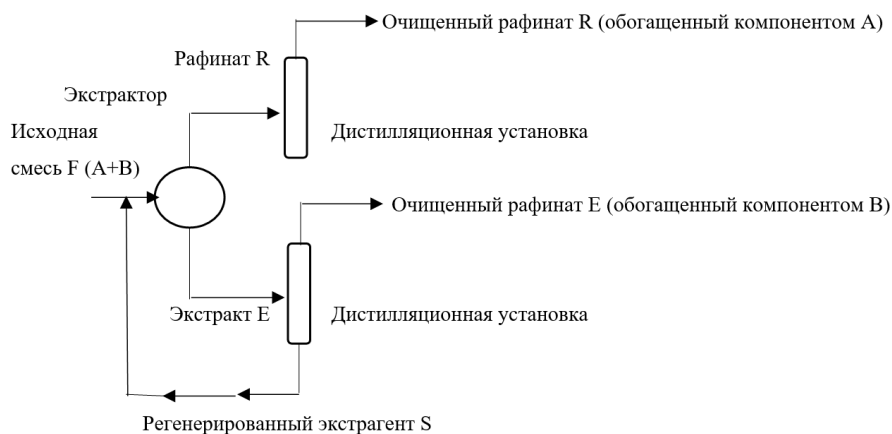 Очищенный рафинат R (обогащенный компонентом А)
Рафинат R
Экстрактор
Исходная
смесь F (А+В)
Дистилляционная установка
Очищенный рафинат Е (обогащенный компонентом В)
Экстракт Е
Дистилляционная установка
Регенерированный экстрагент S